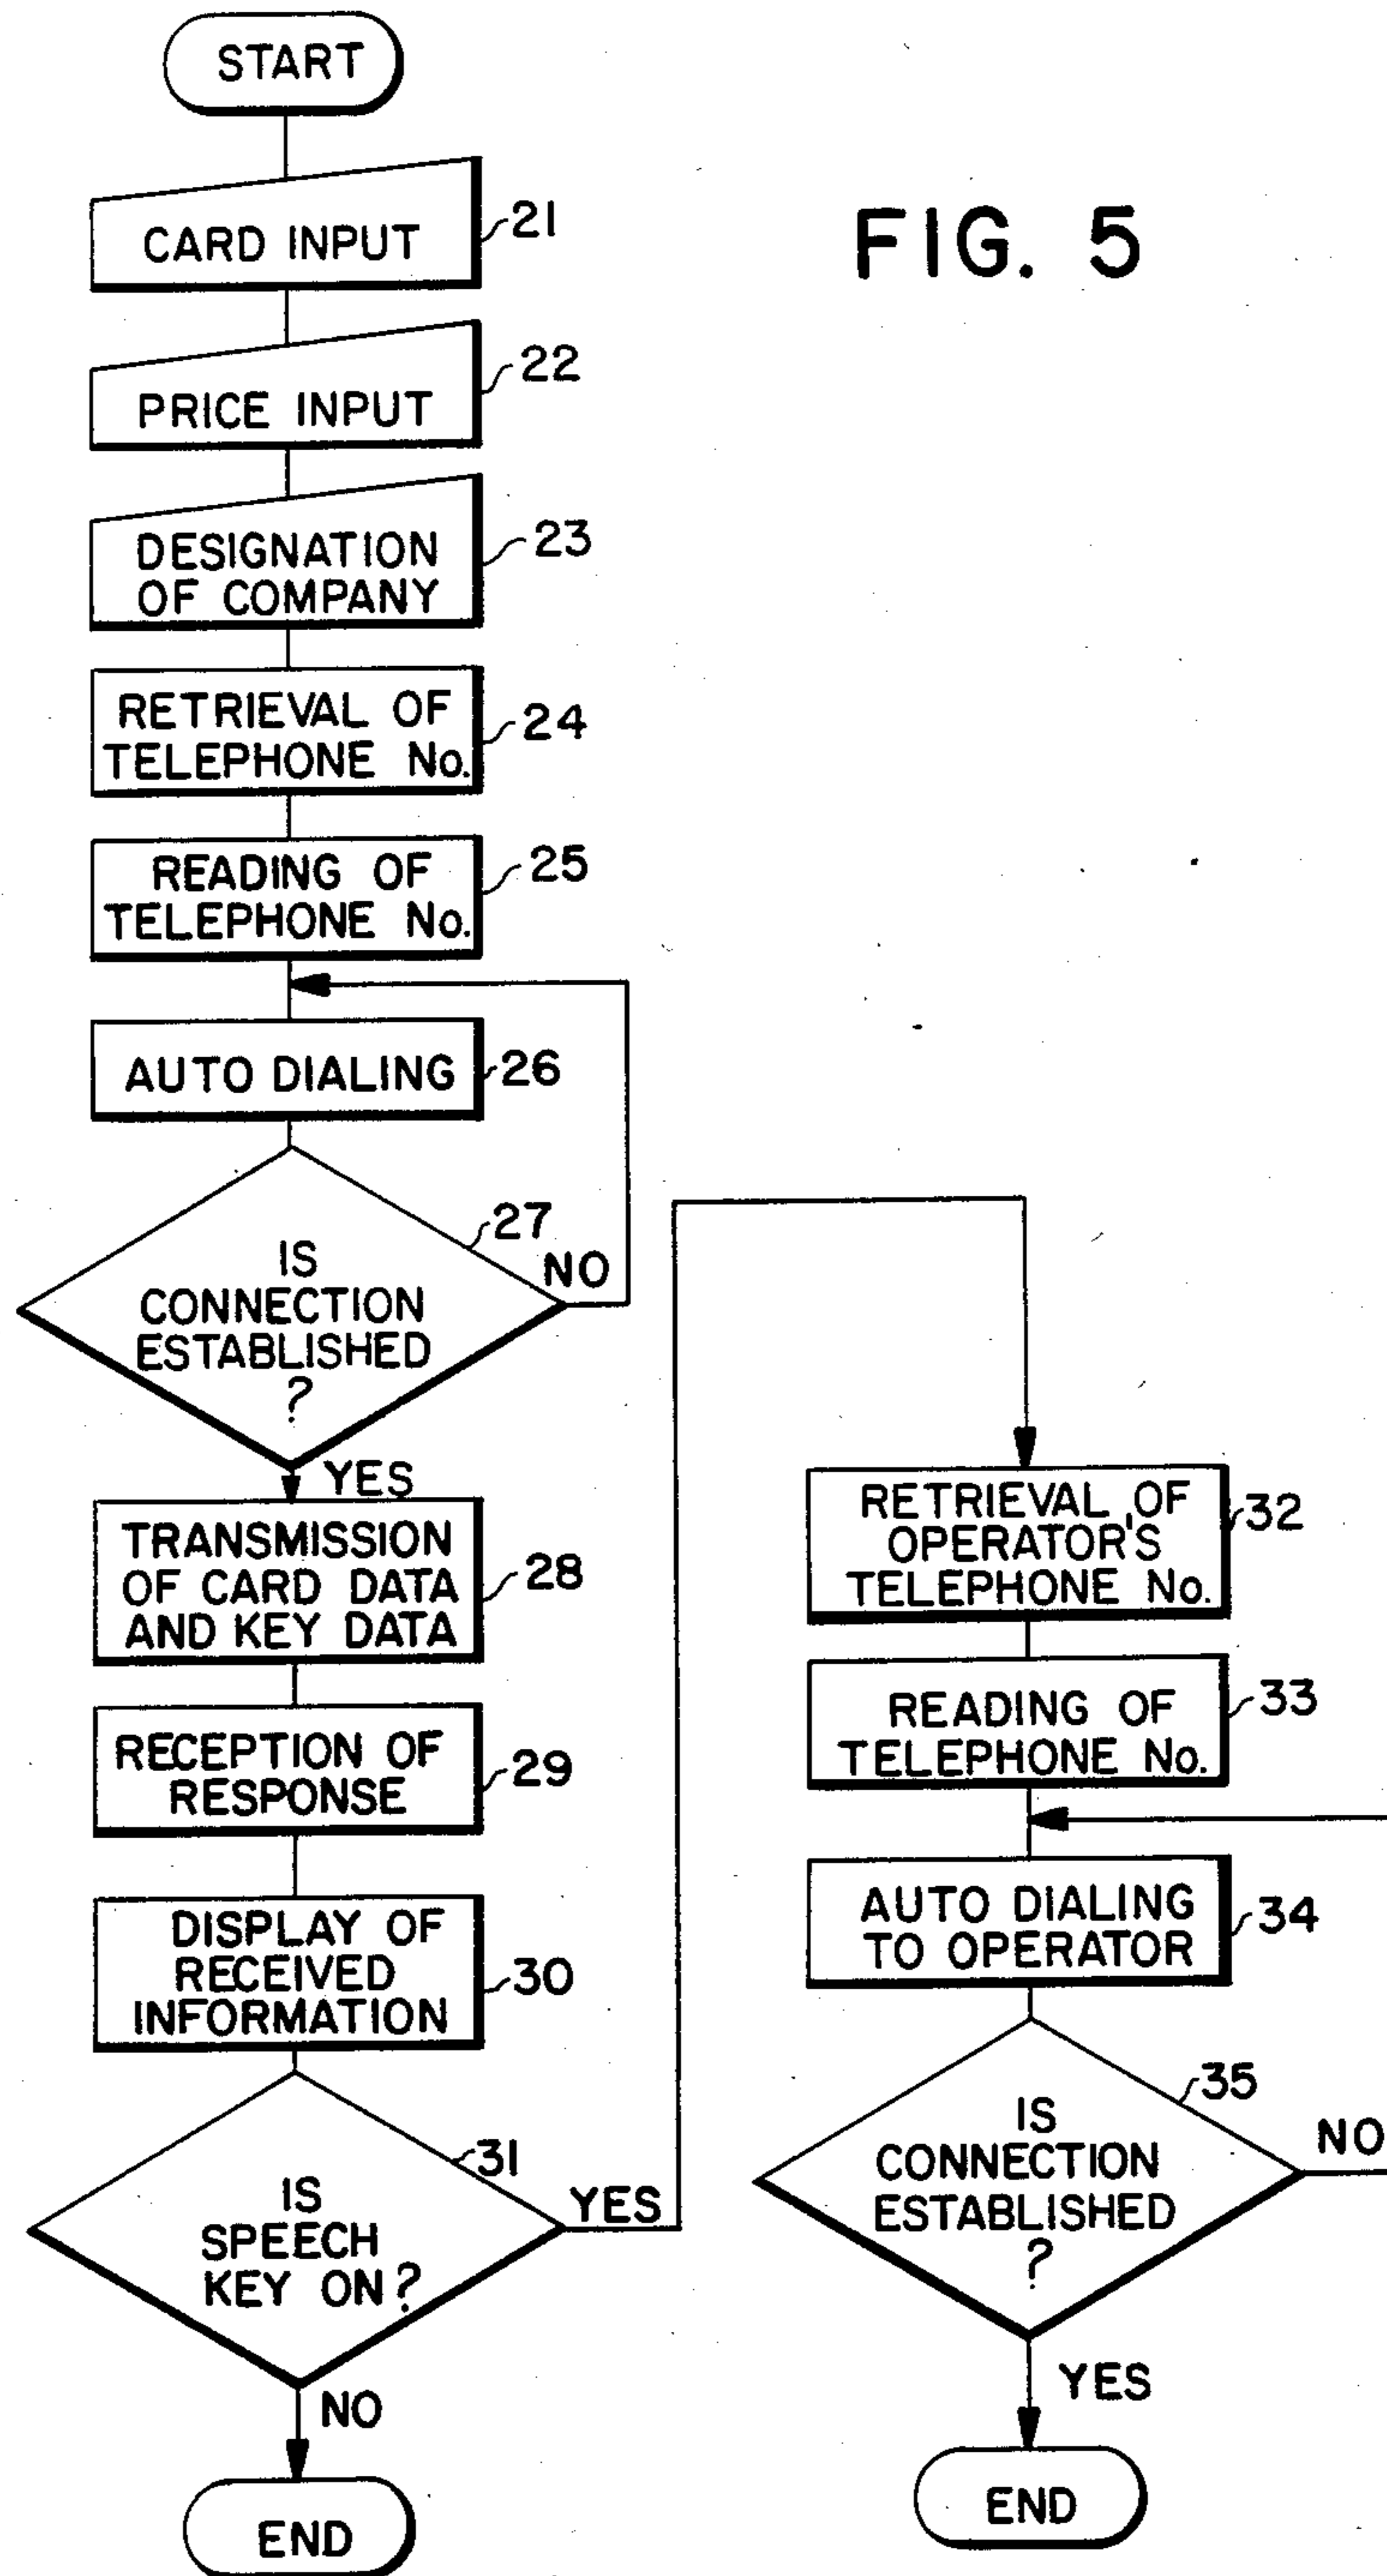 START
FIG. 5
CARD INPUT
21
PRICE INPUT
22
DESIGNATION
OF COMPANY
23
RETRIEVAL OF
TELEPHONE No.
24
READING OF
TELEPHONE No.
25
AUTO DIALING
26
IS
CONNECTION
ESTABLISHED
?
27
NO
YES
TRANSMISSION
OF CARD DATA
AND KEY DATA
28
RECEPTION OF
RESPONSE
29
DISPLAY OF
RECEIVED
INFORMATION
30
IS
SPEECH
KEY ON?
31
YES
NO
END
RETRIEVAL OF
OPERATOR'S
TELEPHONE No.
32
READING OF
TELEPHONE No.
33
AUTO DIALING
TO OPERATOR
34
IS
CONNECTION
ESTABLISHED
?
35
NO
YES
END